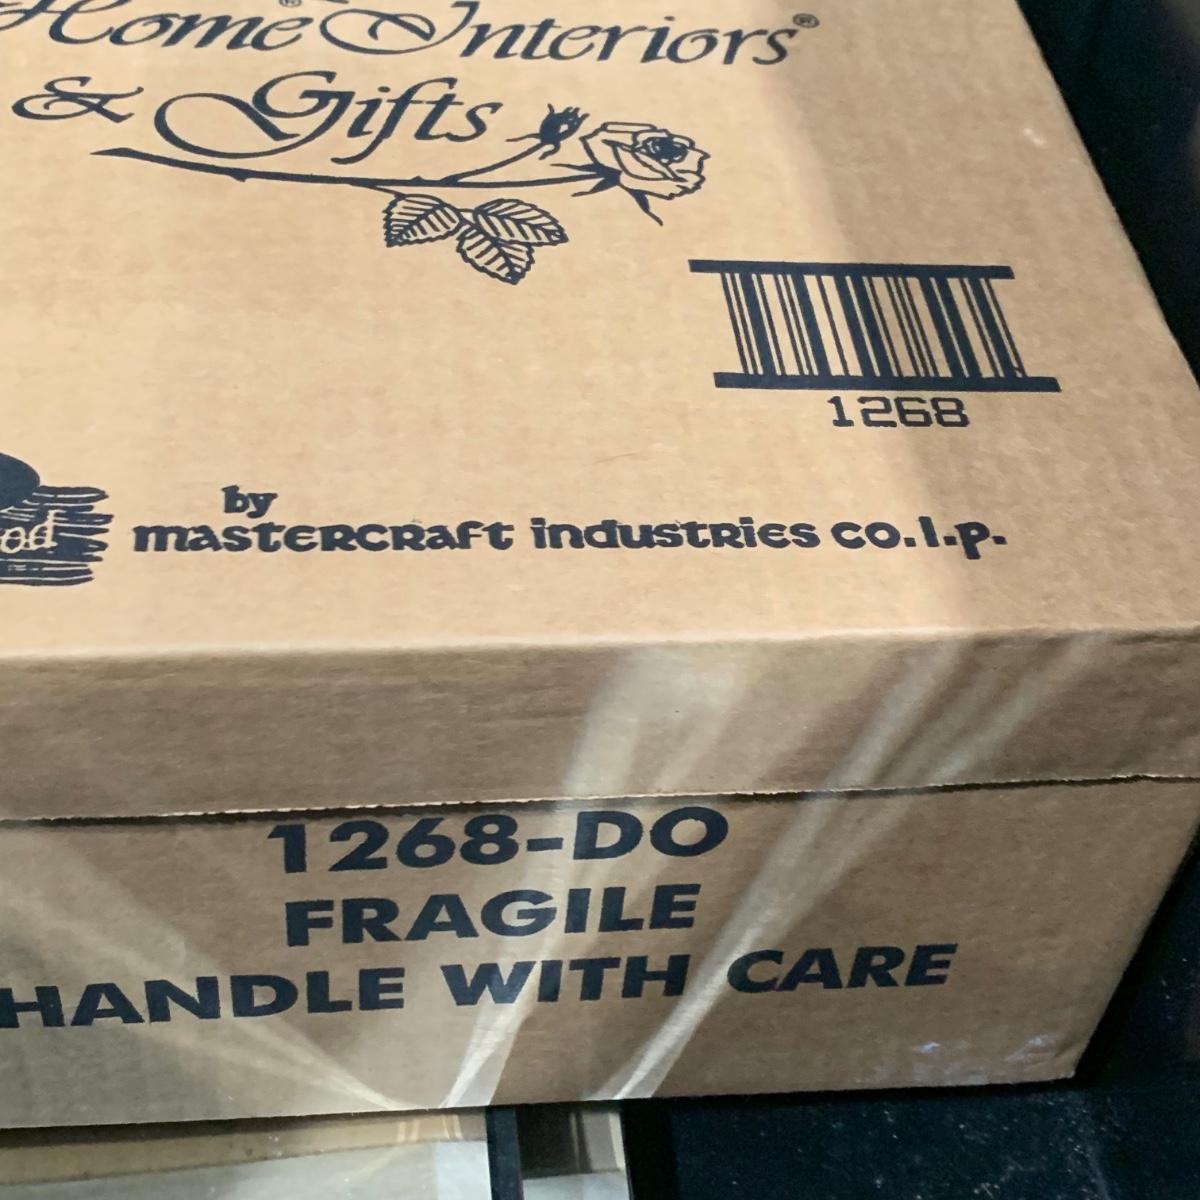 Home® Interiors®
& Gifts
1268
by
mastercraft industries co. l.p.
1268-DO
FRAGILE
HANDLE WITH CARE